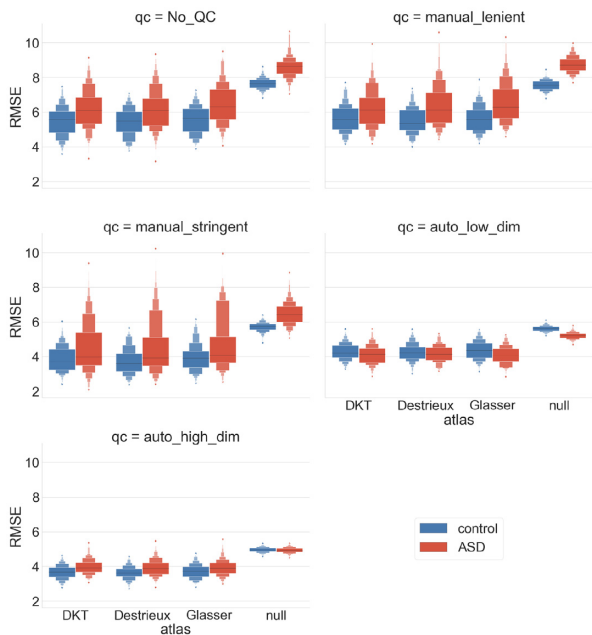 qc = No_QC
qc = manual_lenient
RMSE
10
8
6
4
2
qc = manual_stringent
qc = auto_low_dim
RMSE
10
8
6
4
2
DKT Destrieux Glasser null
atlas
qc = auto_high_dim
RMSE
10
8
6
4
2
DKT Destrieux Glasser null
atlas
control
ASD